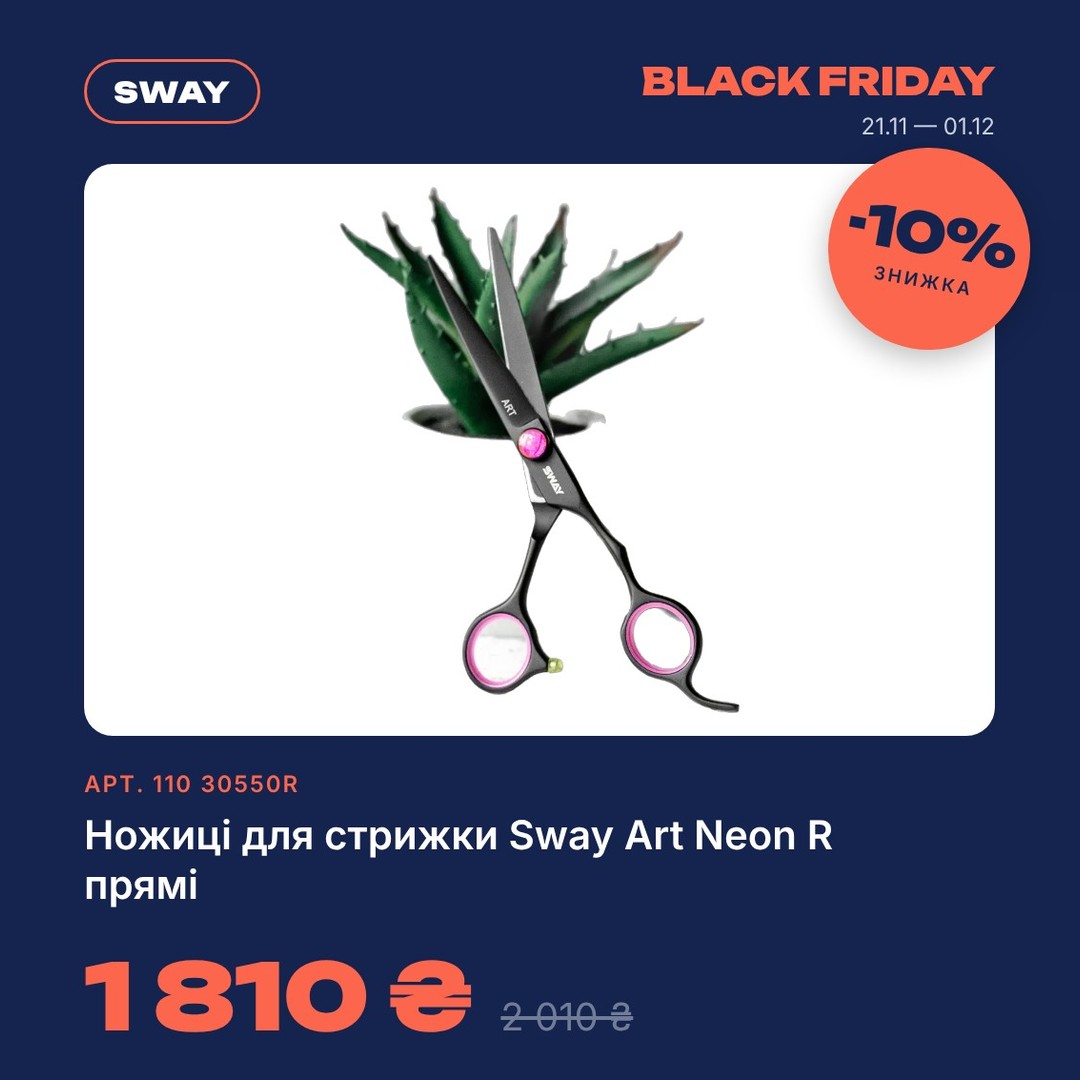 SWAY
BLACK FRIDAY
21.11 — 01.12
-10%
ЗНИЖКА
ART
SWAY
АРТ. 110 30550R
Ножиці для стрижки Sway Art Neon R
прямі
1 810 ₴
2 010 ₴